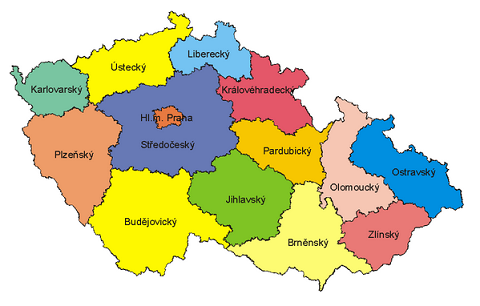 Liberecký
Ústecký
Karlovarský
Královéhradecký
Hl.m. Praha
Středočeský
Plzeňský
Pardubický
Ostravský
Olomoucký
Jihlavský
Budějovický
Brněnský
Zlínský